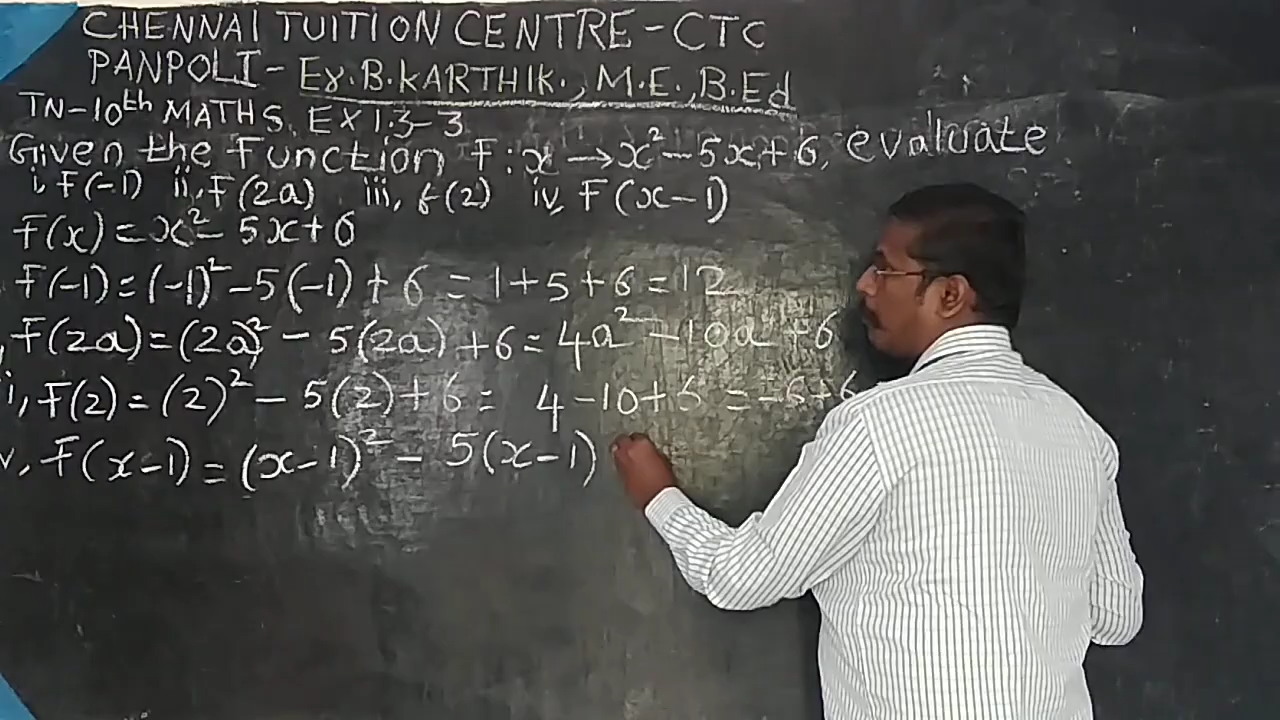 CHENNAI TUITION CENTRE - CTC
PANPOLI - Er. B. KARTHIK., M.E., B.Ed
TN-10th MATHS, EX 1.3-3
Given the Function F : x → x² - 5x + 6, evaluate
i, F(-1) ii, F(2a) iii, f(2) iv, F(x-1)
F(x) = x² - 5x + 6
F(-1) = (-1)² - 5(-1) + 6 = 1 + 5 + 6 = 12
, F(2a) = (2a)² - 5(2a) + 6 = 4a² - 10a + 6
i, F(2) = (2)² - 5(2) + 6 = 4 - 10 + 6 = -6 + 6
v, F(x-1) = (x-1)² - 5(x-1)